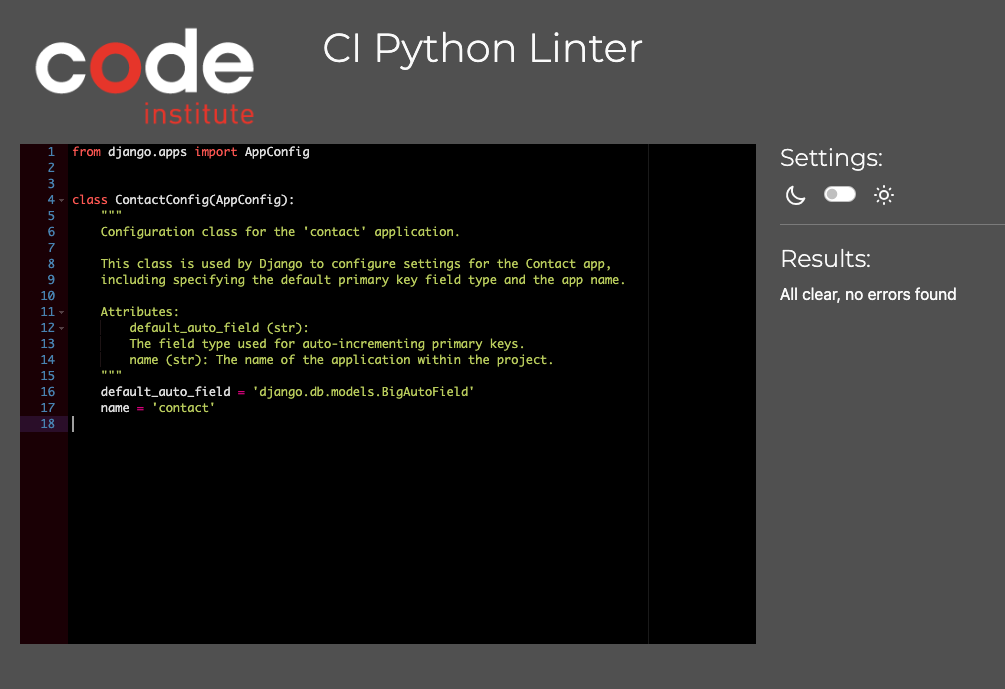 code
institute
CI Python Linter
1 from django.apps import AppConfig
2
3
4 class ContactConfig(AppConfig):
5     """
6     Configuration class for the 'contact' application.
7
8     This class is used by Django to configure settings for the Contact app,
9     including specifying the default primary key field type and the app name.
10
11     Attributes:
12         default_auto_field (str):
13         The field type used for auto-incrementing primary keys.
14         name (str): The name of the application within the project.
15     """
16     default_auto_field = 'django.db.models.BigAutoField'
17     name = 'contact'
18
Settings:
Results:
All clear, no errors found